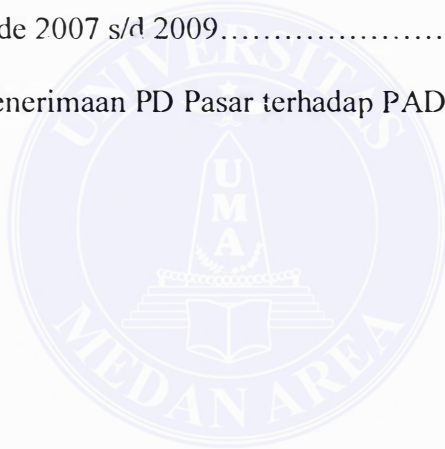 de 2007 s/d 2009.....................
enerimaan PD Pasar terhadap PAD
UNIVERSITAS
U
M
A
MEDAN AREA